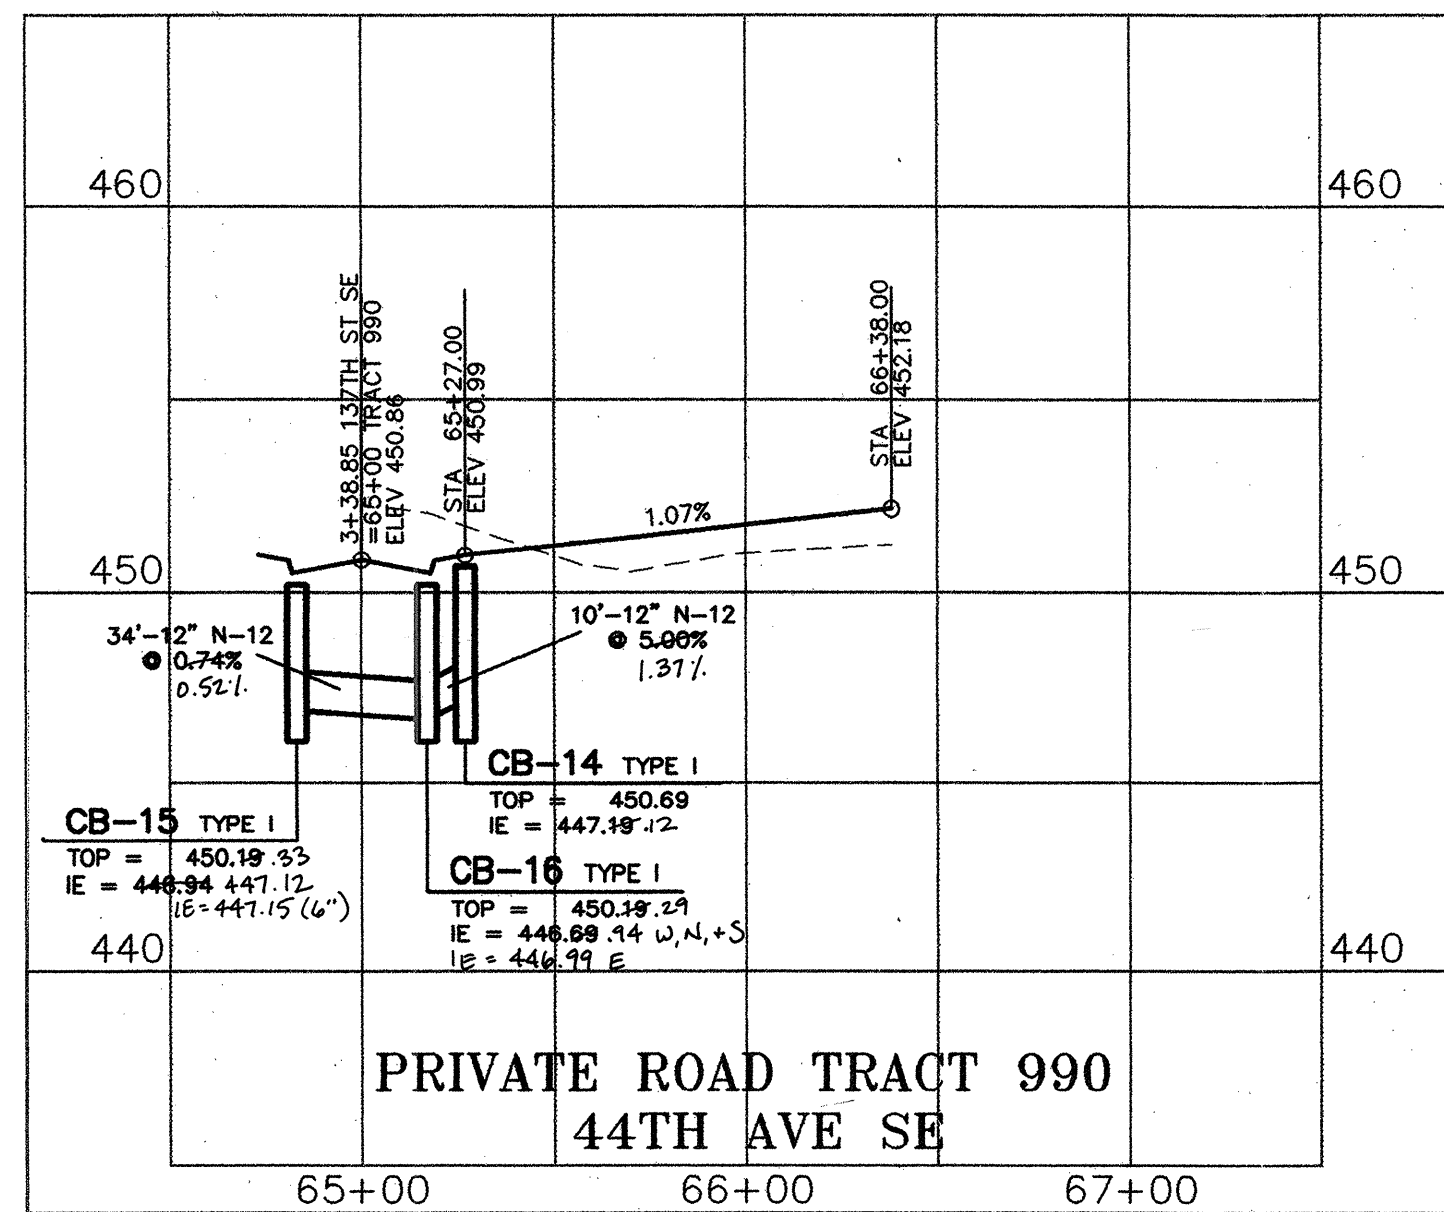 460
460
3+38.85 137TH ST SE
=65+00 TRACT 990
ELEV 450.86
STA 65+27.00
ELEV 450.99
STA 66+38.00
ELEV 452.18
1.07%
450
450
34'-12" N-12
@ 0.74%
0.52%
10'-12" N-12
@ 5.00%
1.37%
CB-14 TYPE I
TOP = 450.69
IE = 447.19 .12
CB-15 TYPE I
TOP = 450.19 .33
IE = 446.94 447.12
IE=447.15 (6")
CB-16 TYPE I
TOP = 450.19 .29
IE = 446.69 .94 W, N, + S
IE = 446.99 E
440
440
PRIVATE ROAD TRACT 990
44TH AVE SE
65+00
66+00
67+00